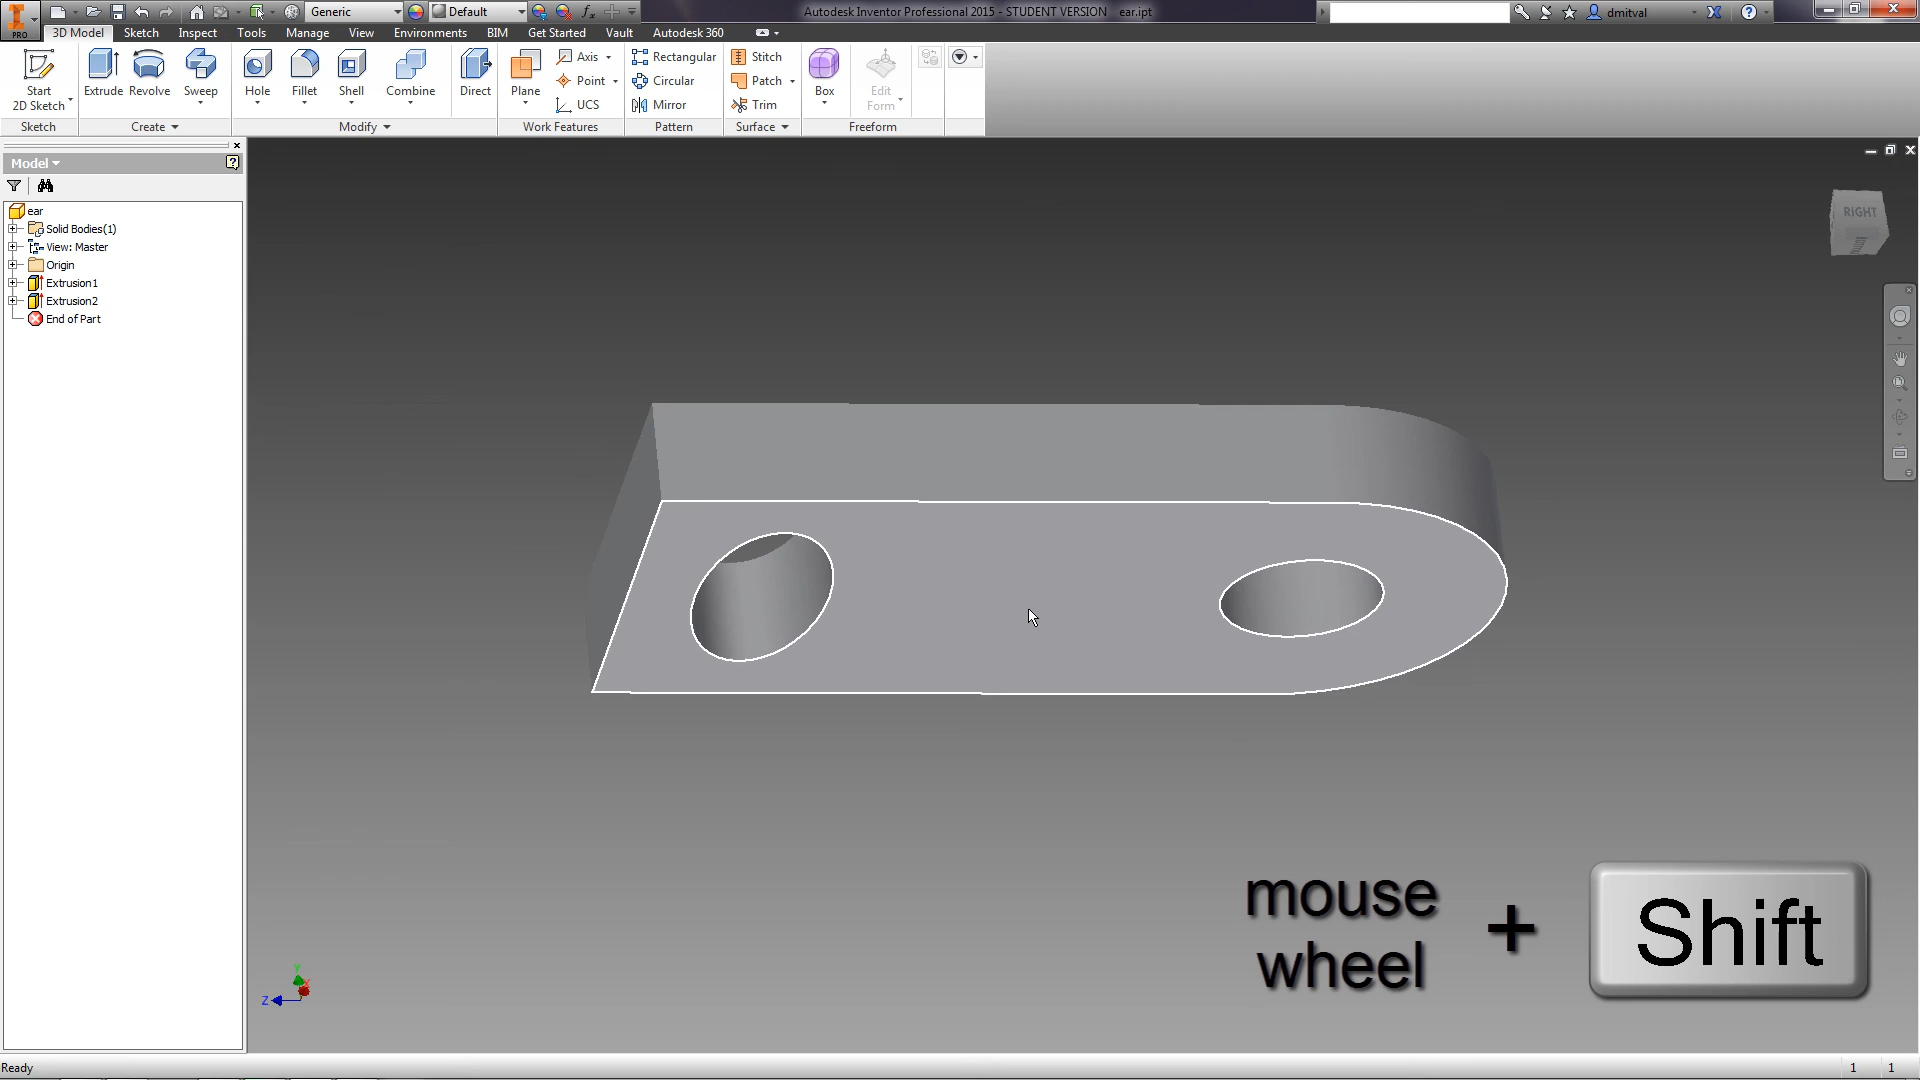 PRO
Generic
Default
Autodesk Inventor Professional 2015 - STUDENT VERSION ear.ipt
dmitval
3D Model Sketch Inspect Tools Manage View Environments BIM Get Started Vault Autodesk 360
Start
2D Sketch
Extrude Revolve Sweep
Hole Fillet Shell Combine
Direct
Plane
Axis
Point
UCS
Rectangular
Circular
Mirror
Stitch
Patch
Trim
Box
Edit
Form
Sketch Create Modify Work Features Pattern Surface Freeform
Model
ear
Solid Bodies(1)
View: Master
Origin
Extrusion1
Extrusion2
End of Part
RIGHT
mouse
wheel
+
Shift
y
z
Ready
1 1